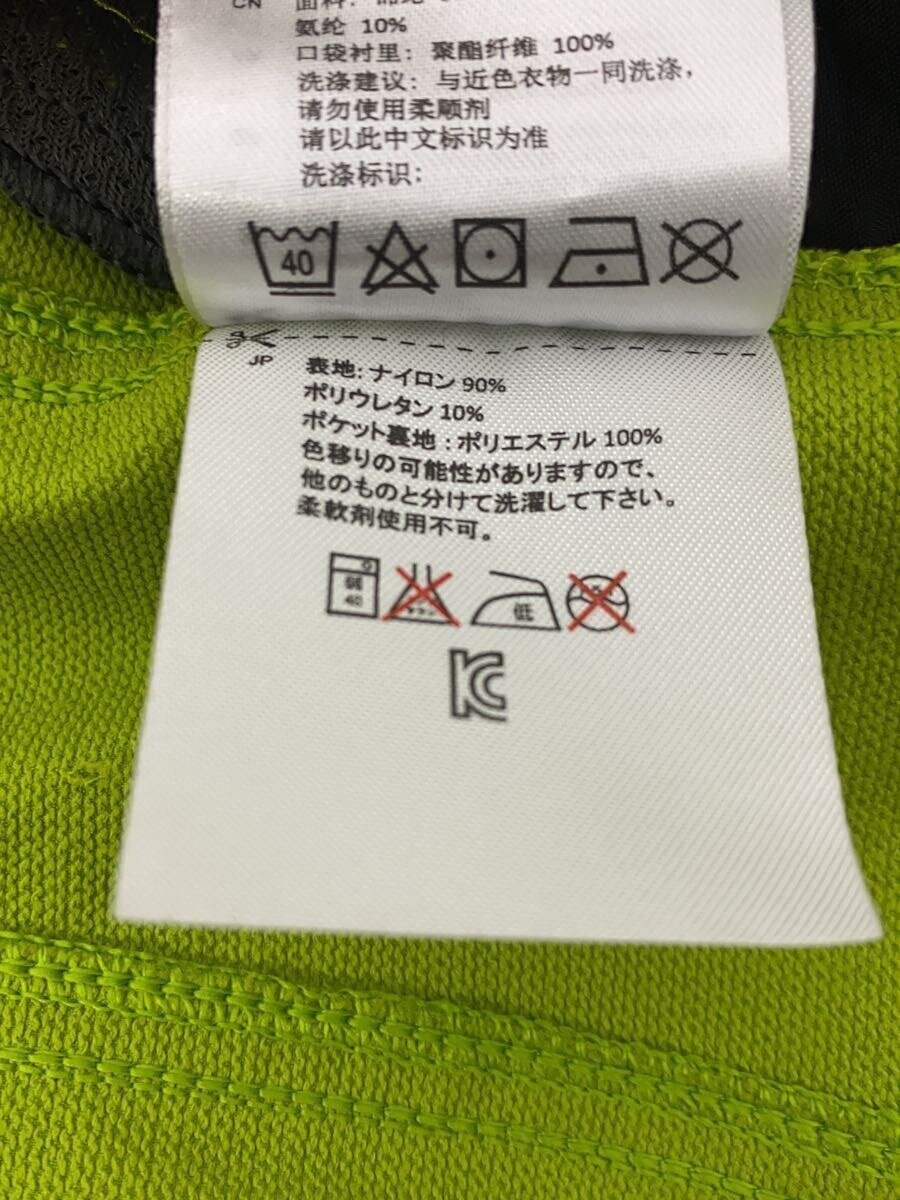 CN
面料：
氨纶 10%
口袋衬里：聚酯纤维 100%
洗涤建议：与近色衣物一同洗涤，
请勿使用柔顺剂
请以此中文标识为准
洗涤标识：
40
JP
表地：ナイロン 90%
ポリウレタン 10%
ポケット裏地：ポリエステル 100%
色移りの可能性がありますので、
他のものと分けて洗濯して下さい。
柔軟剤使用不可。
40
低